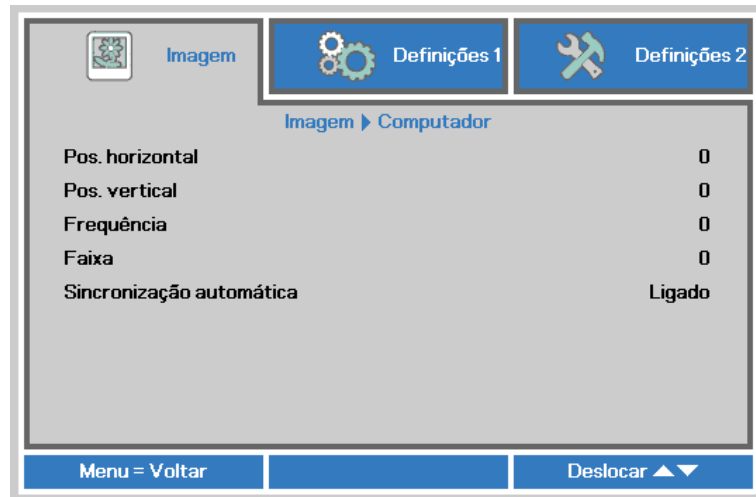 Imagem
Definições 1
Definições 2
Imagem Computador
Pos. horizontal 0
Pos. vertical 0
Frequência 0
Faixa 0
Sincronização automática Ligado
Menu = Voltar
Deslocar